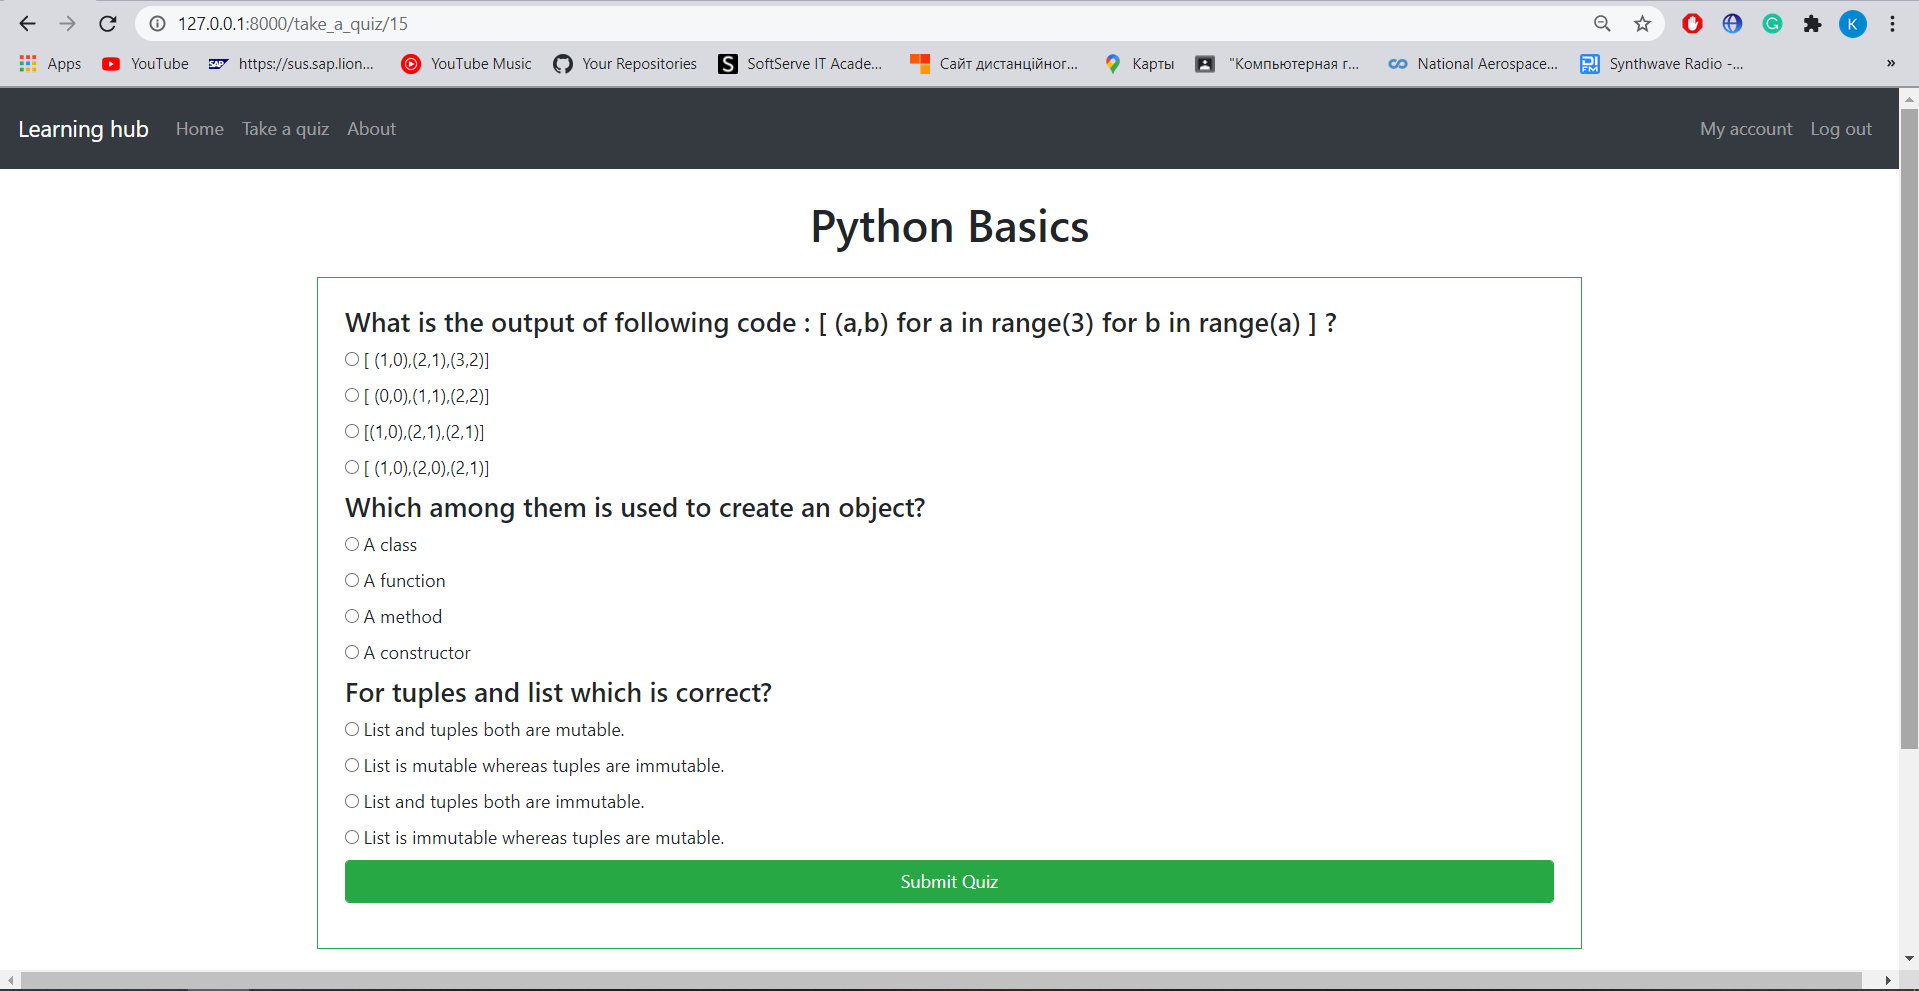 127.0.0.1:8000/take_a_quiz/15
K
Apps YouTube SAP https://sus.sap.lion... YouTube Music Your Repositories S SoftServe IT Acade... Сайт дистанційног... Карты "Компьютерная г... National Aerospace... DI FM Synthwave Radio -... »
Learning hub Home Take a quiz About My account Log out
Python Basics
What is the output of following code : [ (a,b) for a in range(3) for b in range(a) ] ?
[ (1,0),(2,1),(3,2)]
[ (0,0),(1,1),(2,2)]
[(1,0),(2,1),(2,1)]
[ (1,0),(2,0),(2,1)]
Which among them is used to create an object?
A class
A function
A method
A constructor
For tuples and list which is correct?
List and tuples both are mutable.
List is mutable whereas tuples are immutable.
List and tuples both are immutable.
List is immutable whereas tuples are mutable.
Submit Quiz